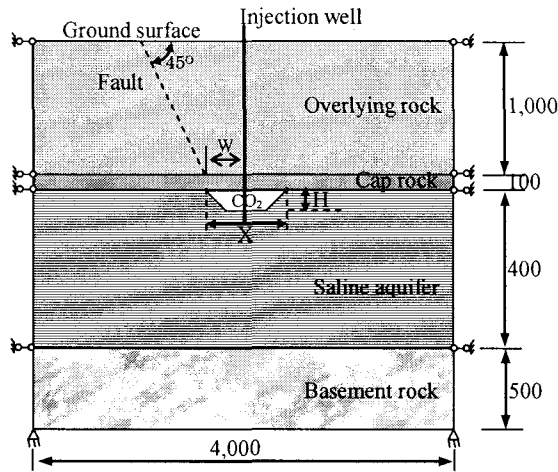 Injection well
Ground surface
45°
Fault
Overlying rock
1,000
W
Cap rock
100
CO₂
H
X
400
Saline aquifer
Basement rock
500
4,000